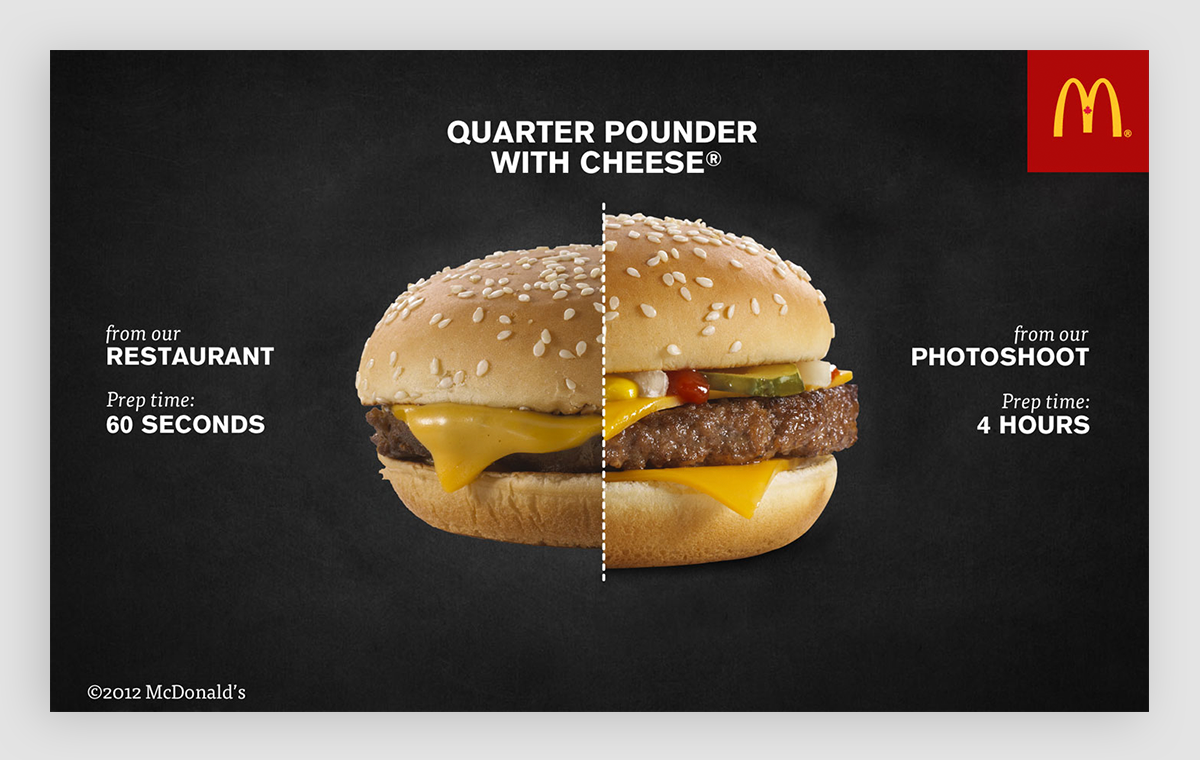 QUARTER POUNDER
WITH CHEESE®
from our
RESTAURANT
Prep time:
60 SECONDS
from our
PHOTOSHOOT
Prep time:
4 HOURS
©2012 McDonald's